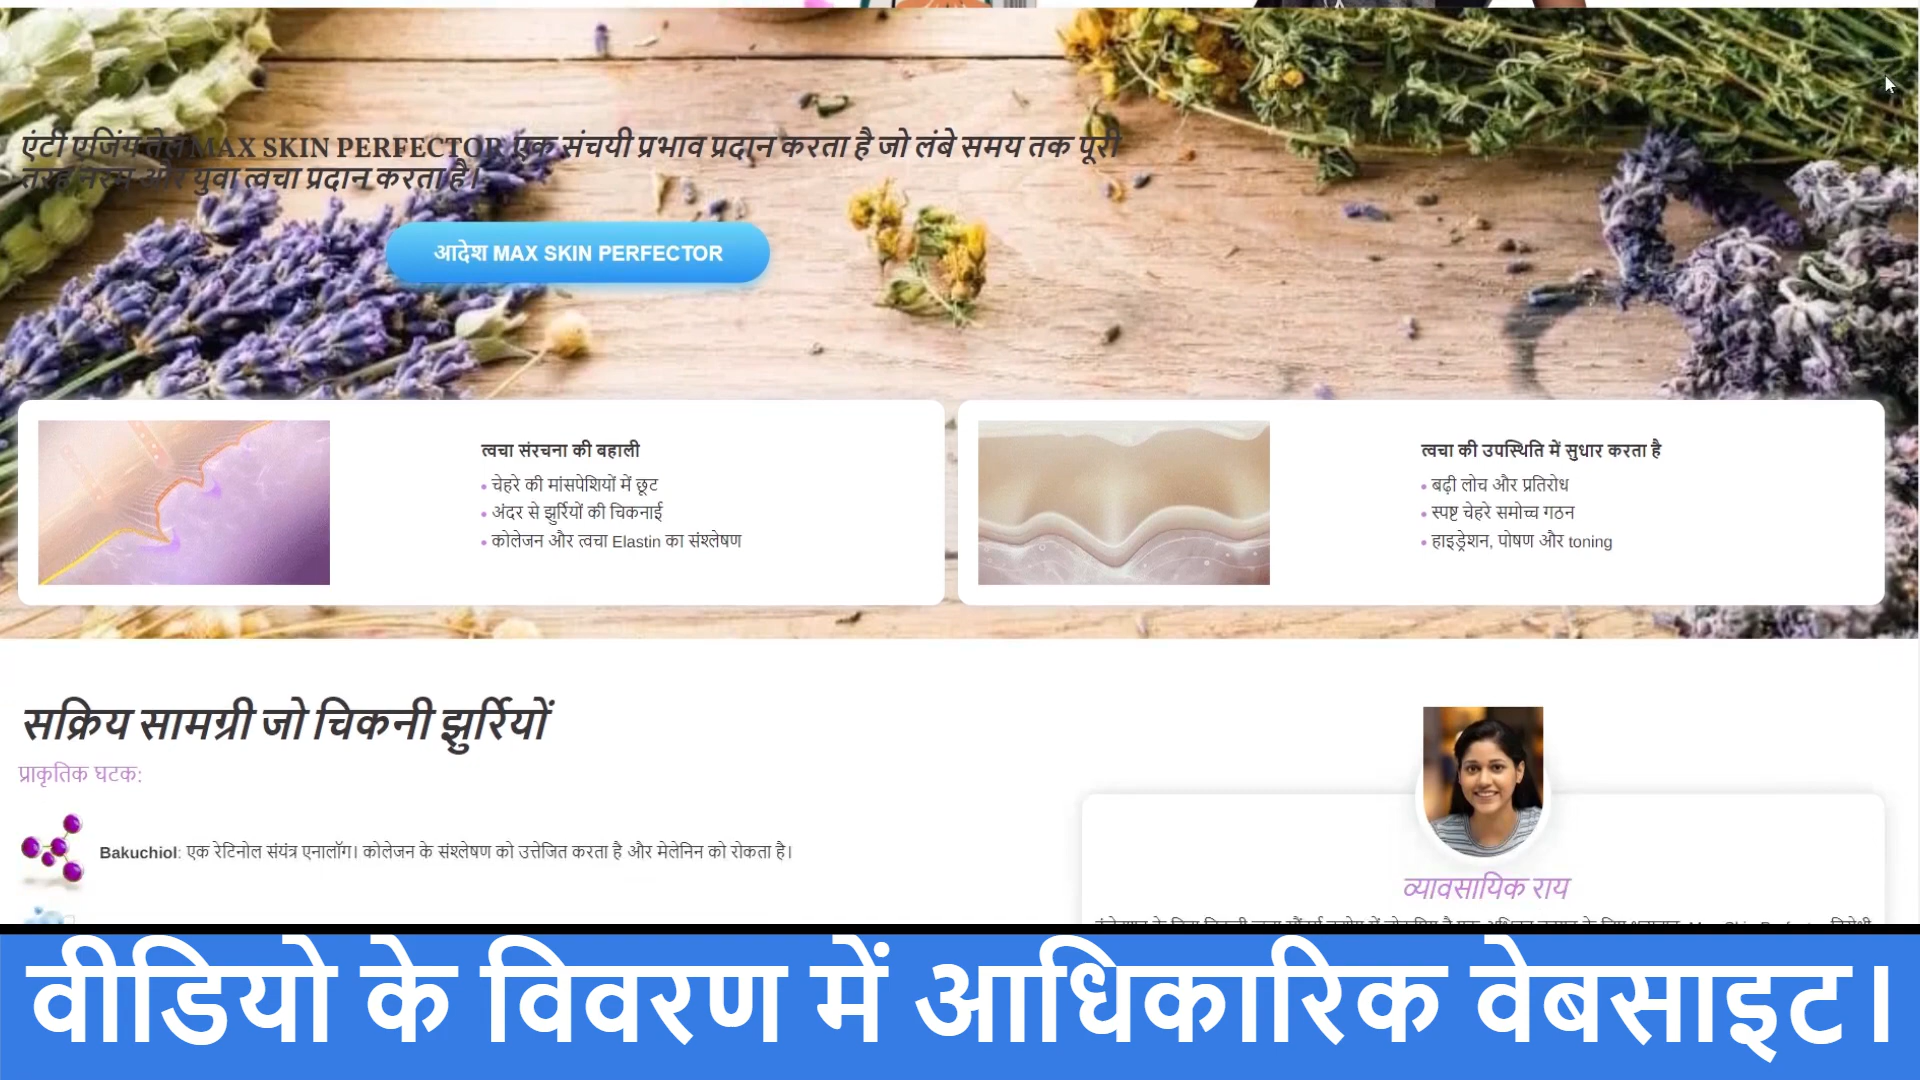 एंटी एजिंग तेल MAX SKIN PERFECTOR एक संचयी प्रभाव प्रदान करता है जो लंबे समय तक पूरी
तरह नरम और युवा त्वचा प्रदान करता है।
आदेश MAX SKIN PERFECTOR
त्वचा संरचना की बहाली
• चेहरे की मांसपेशियों में छूट
• अंदर से झुर्रियों की चिकनाई
• कोलेजन और त्वचा Elastin का संश्लेषण
त्वचा की उपस्थिति में सुधार करता है
• बढ़ी लोच और प्रतिरोध
• स्पष्ट चेहरे समोच्च गठन
• हाइड्रेशन, पोषण और toning
सक्रिय सामग्री जो चिकनी झुर्रियों
प्राकृतिक घटक:
Bakuchiol: एक रेटिनोल संयंत्र एनालॉग। कोलेजन के संश्लेषण को उत्तेजित करता है और मेलेनिन को रोकता है।
व्यावसायिक राय
वीडियो के विवरण में आधिकारिक वेबसाइट।